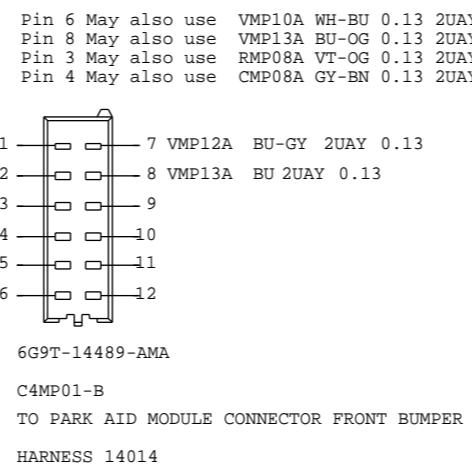 Pin 6 May also use VMP10A WH-BU 0.13 2UAY
Pin 8 May also use VMP13A BU-OG 0.13 2UAY
Pin 3 May also use RMP08A VT-OG 0.13 2UAY
Pin 4 May also use CMP08A GY-BN 0.13 2UAY
1 7 VMP12A BU-GY 2UAY 0.13
2 8 VMP13A BU 2UAY 0.13
3 9
4 10
5 11
6 12
6G9T-14489-AMA
C4MP01-B
TO PARK AID MODULE CONNECTOR FRONT BUMPER
HARNESS 14014